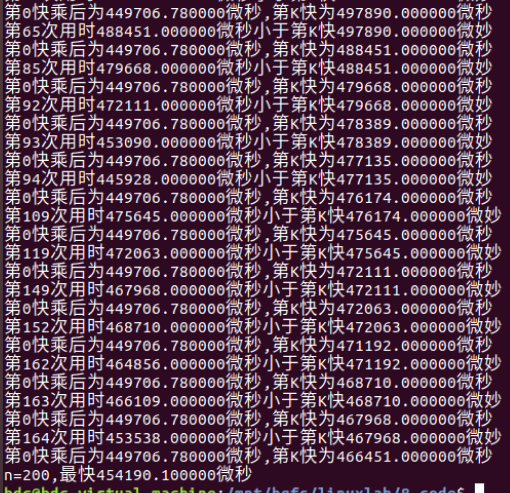 第0快乘后为449706.780000微秒,第K快为497890.000000微秒
第65次用时488451.000000微秒小于第K快497890.000000微妙
第0快乘后为449706.780000微秒,第K快为488451.000000微秒
第85次用时479668.000000微秒小于第K快488451.000000微妙
第0快乘后为449706.780000微秒,第K快为479668.000000微秒
第92次用时472111.000000微秒小于第K快479668.000000微妙
第0快乘后为449706.780000微秒,第K快为478389.000000微秒
第93次用时453090.000000微秒小于第K快478389.000000微妙
第0快乘后为449706.780000微秒,第K快为477135.000000微秒
第94次用时445928.000000微秒小于第K快477135.000000微妙
第0快乘后为449706.780000微秒,第K快为476174.000000微秒
第109次用时475645.000000微秒小于第K快476174.000000微妙
第0快乘后为449706.780000微秒,第K快为475645.000000微秒
第119次用时472063.000000微秒小于第K快475645.000000微妙
第0快乘后为449706.780000微秒,第K快为472111.000000微秒
第149次用时467968.000000微秒小于第K快472111.000000微妙
第0快乘后为449706.780000微秒,第K快为472063.000000微秒
第152次用时468710.000000微秒小于第K快472063.000000微妙
第0快乘后为449706.780000微秒,第K快为471192.000000微秒
第162次用时464856.000000微秒小于第K快471192.000000微妙
第0快乘后为449706.780000微秒,第K快为468710.000000微秒
第163次用时466109.000000微秒小于第K快468710.000000微妙
第0快乘后为449706.780000微秒,第K快为467968.000000微秒
第164次用时453538.000000微秒小于第K快467968.000000微妙
第0快乘后为449706.780000微秒,第K快为466451.000000微秒
n=200,最快454190.100000微秒
bdc@bdc-virtual-machine:/mnt/hgfs/linuxlab/8-code$